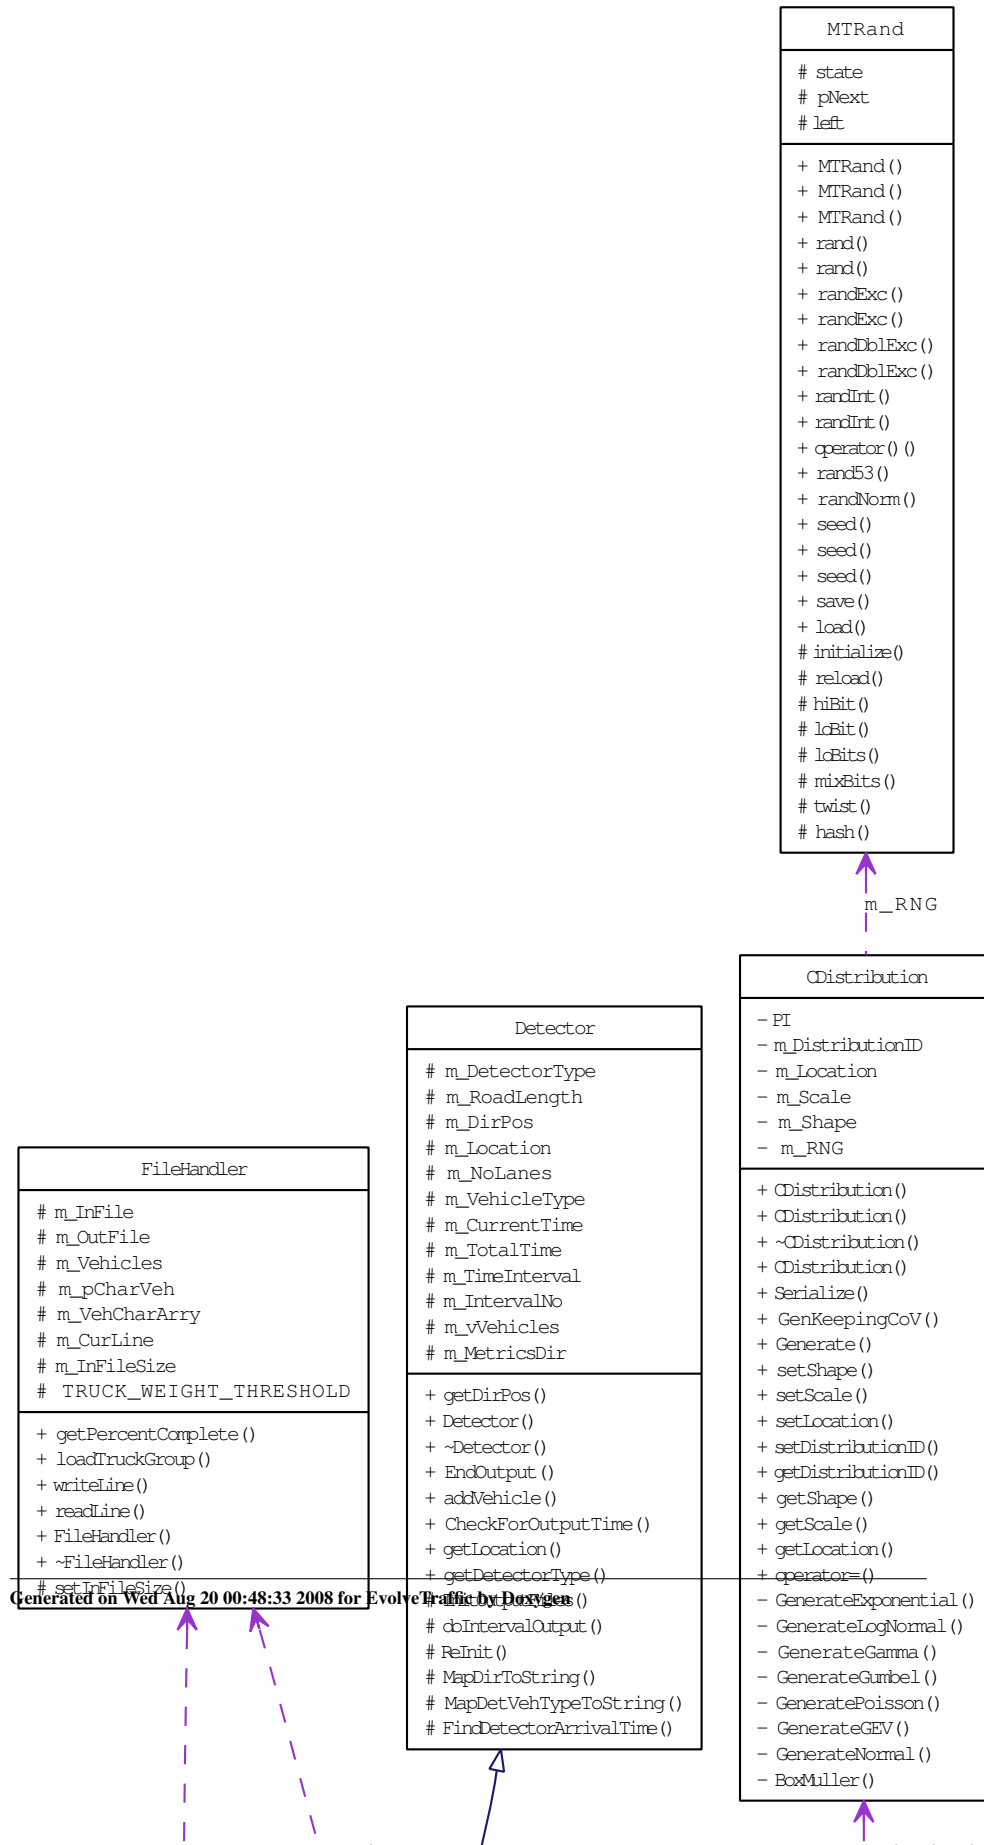 MTRand
# state
# pNext
# left
+ MTRand()
+ MTRand()
+ MTRand()
+ rand()
+ rand()
+ randExc()
+ randExc()
+ randDblExc()
+ randDblExc()
+ randInt()
+ randInt()
+ operator()()
+ rand53()
+ randNorm()
+ seed()
+ seed()
+ seed()
+ save()
+ load()
# initialize()
# reload()
# hiBit()
# loBit()
# loBits()
# mixBits()
# twist()
# hash()
m_RNG
CDistribution
- PI
- m_DistributionID
- m_Location
- m_Scale
- m_Shape
- m_RNG
+ CDistribution()
+ CDistribution()
+ ~CDistribution()
+ CDistribution()
+ Serialize()
+ GenKeepingCoV()
+ Generate()
+ setShape()
+ setScale()
+ setLocation()
+ setDistributionID()
+ getDistributionID()
+ getShape()
+ getScale()
+ getLocation()
+ operator=()
- GenerateExponential()
- GenerateLogNormal()
- GenerateGamma()
- GenerateGumbel()
- GeneratePoisson()
- GenerateGEV()
- GenerateNormal()
- BoxMuller()
Detector
# m_DetectorType
# m_RoadLength
# m_DirPos
# m_Location
# m_NoLanes
# m_VehicleType
# m_CurrentTime
# m_TotalTime
# m_TimeInterval
# m_IntervalNo
# m_vVehicles
# m_MetricsDir
+ getDirPos()
+ Detector()
+ ~Detector()
+ EndOutput()
+ addVehicle()
+ CheckForOutputTime()
+ getLocation()
+ getDetectorType()
# doIntervalOutput()
# ReInit()
# MapDirToString()
# MapDetVehTypeToString()
# FindDetectorArrivalTime()
FileHandler
# m_InFile
# m_OutFile
# m_Vehicles
# m_pCharVeh
# m_VehCharArry
# m_CurLine
# m_InFileSize
# TRUCK_WEIGHT_THRESHOLD
+ getPercentComplete()
+ loadTruckGroup()
+ writeLine()
+ readLine()
+ FileHandler()
+ ~FileHandler()
# setInFileSize()
Generated on Wed Aug 20 00:48:33 2008 for EvolveTraffic by Doxygen